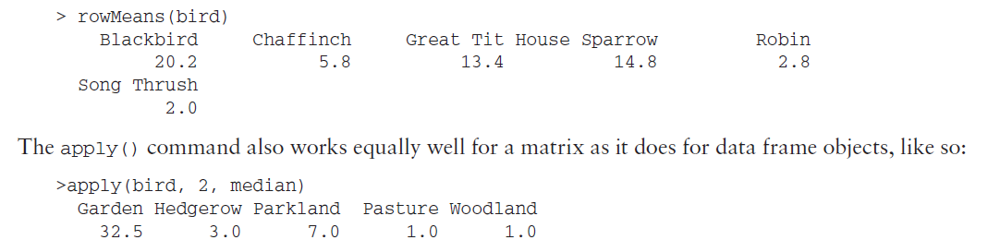 > rowMeans(bird)
Blackbird Chaffinch Great Tit House Sparrow Robin
20.2 5.8 13.4 14.8 2.8
Song Thrush
2.0
The apply() command also works equally well for a matrix as it does for data frame objects, like so:
>apply(bird, 2, median)
Garden Hedgerow Parkland Pasture Woodland
32.5 3.0 7.0 1.0 1.0